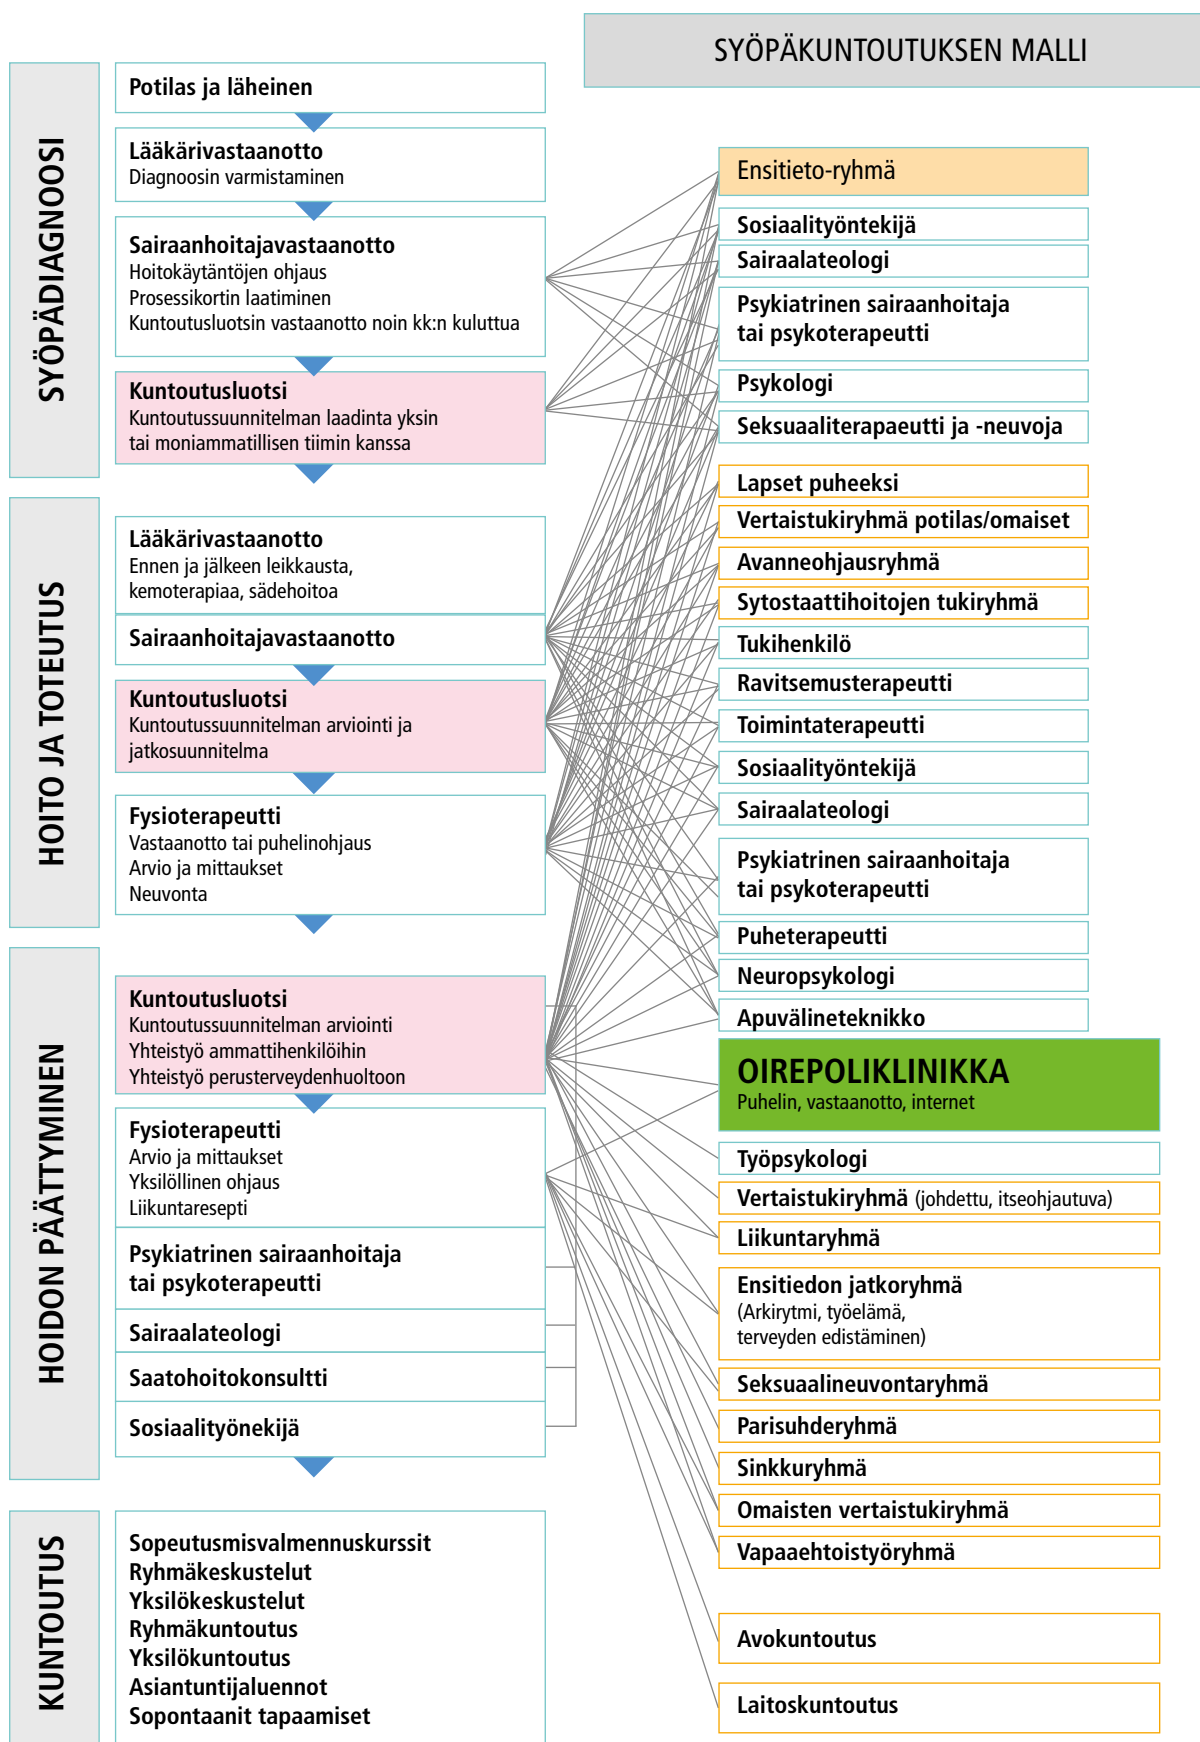 SYÖPÄKUNTOUTUKSEN MALLI
SYÖPÄDIAGNOOSI
Potilas ja läheinen
Lääkärivastaanotto
Diagnoosin varmistaminen
Sairaanhoitajavastaanotto
Hoitokäytäntöjen ohjaus
Prosessikortin laatiminen
Kuntoutusluotsin vastaanotto noin kk:n kuluttua
Kuntoutusluotsi
Kuntoutussuunnitelman laadinta yksin
tai moniammatillisen tiimin kanssa
HOITO JA TOTEUTUS
Lääkärivastaanotto
Ennen ja jälkeen leikkausta,
kemoterapiaa, sädehoitoa
Sairaanhoitajavastaanotto
Kuntoutusluotsi
Kuntoutussuunnitelman arviointi ja
jatkosuunnitelma
Fysioterapeutti
Vastaanotto tai puhelinohjaus
Arvio ja mittaukset
Neuvonta
HOIDON PÄÄTTYMINEN
Kuntoutusluotsi
Kuntoutussuunnitelman arviointi
Yhteistyö ammattihenkilöihin
Yhteistyö perusterveydenhuoltoon
Fysioterapeutti
Arvio ja mittaukset
Yksilöllinen ohjaus
Liikuntaresepti
Psykiatrinen sairaanhoitaja
tai psykoterapeutti
Sairaalateologi
Saatohoitokonsultti
Sosiaalityönekijä
KUNTOUTUS
Sopeutusmisvalmennuskurssit
Ryhmäkeskustelut
Yksilökeskustelut
Ryhmäkuntoutus
Yksilökuntoutus
Asiantuntijaluennot
Sopontaanit tapaamiset
Ensitieto-ryhmä
Sosiaalityöntekijä
Sairaalateologi
Psykiatrinen sairaanhoitaja
tai psykoterapeutti
Psykologi
Seksuaaliterapaeutti ja -neuvoja
Lapset puheeksi
Vertaistukiryhmä potilas/omaiset
Avanneohjausryhmä
Sytostaattihoitojen tukiryhmä
Tukihenkilö
Ravitsemusterapeutti
Toimintaterapeutti
Sosiaalityöntekijä
Sairaalateologi
Psykiatrinen sairaanhoitaja
tai psykoterapeutti
Puheterapeutti
Neuropsykologi
Apuvälineteknikko
OIREPOLIKLINIKKA
Puhelin, vastaanotto, internet
Työpsykologi
Vertaistukiryhmä (johdettu, itseohjautuva)
Liikuntaryhmä
Ensitiedon jatkoryhmä
(Arkirytmi, työelämä,
terveyden edistäminen)
Seksuaalineuvontaryhmä
Parisuhderyhmä
Sinkkuryhmä
Omaisten vertaistukiryhmä
Vapaaehtoistyöryhmä
Avokuntoutus
Laitoskuntoutus